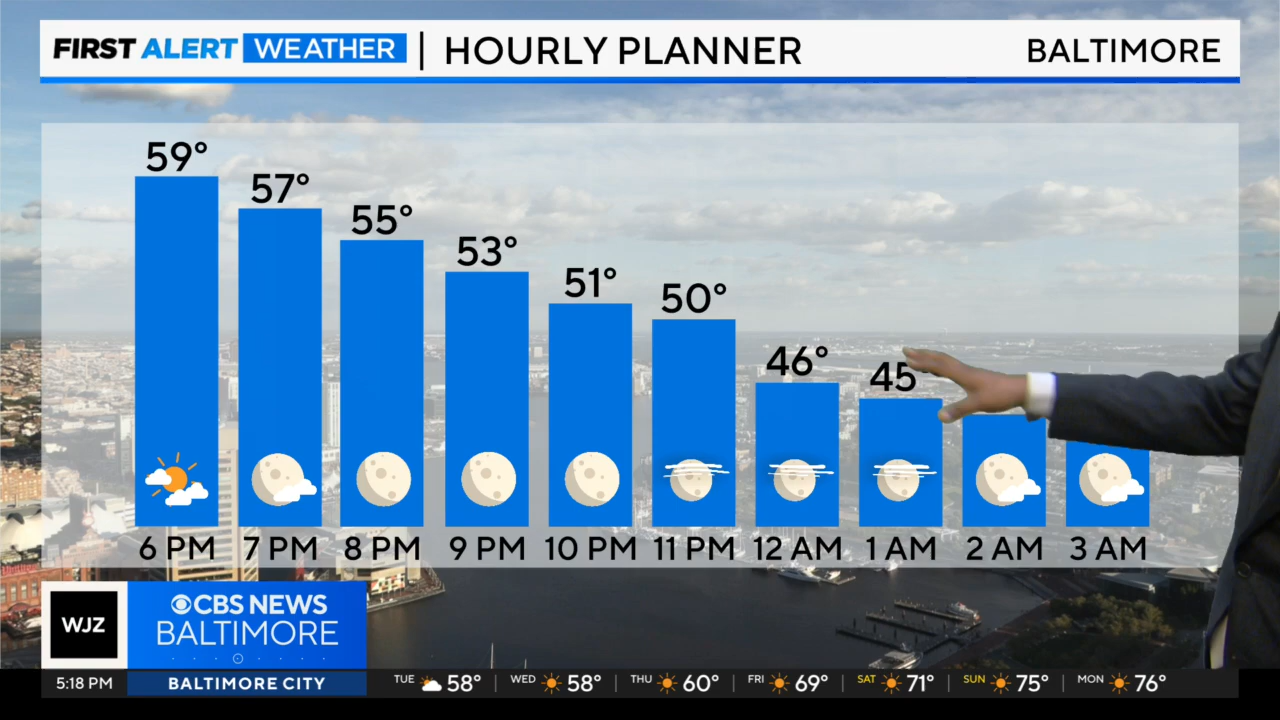 FIRST ALERT WEATHER | HOURLY PLANNER
BALTIMORE
59° 57° 55° 53° 51° 50° 46° 45
6 PM 7 PM 8 PM 9 PM 10 PM 11 PM 12 AM 1 AM 2 AM 3 AM
WJZ
CBS NEWS
BALTIMORE
5:18 PM BALTIMORE CITY TUE 58° WED 58° THU 60° FRI 69° SAT 71° SUN 75° MON 76°